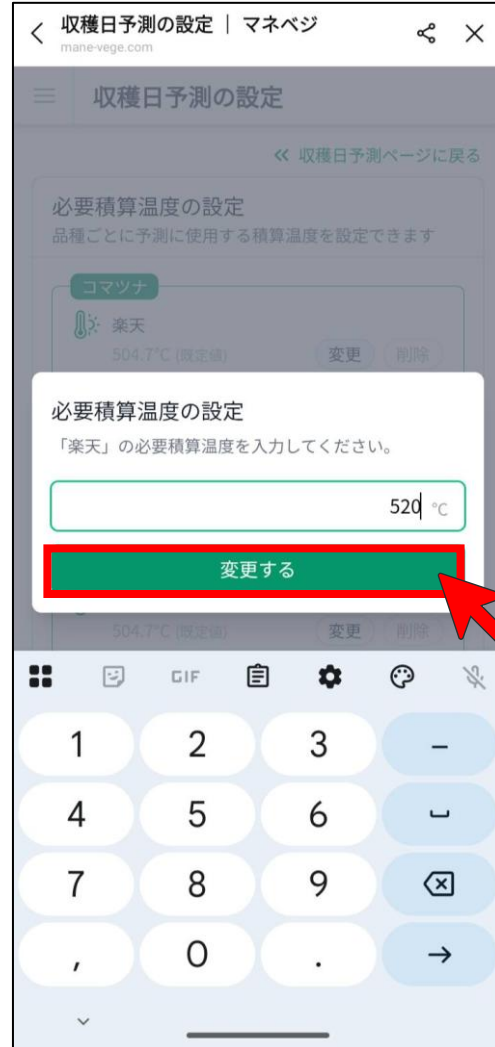 収穫日予測の設定 | マネベジ
mane-vege.com
収穫日予測の設定
« 収穫日予測ページに戻る
必要積算温度の設定
品種ごとに予測に使用する積算温度を設定できます
コマツナ
楽天
504.7°C (既定値) 変更 削除
必要積算温度の設定
「楽天」の必要積算温度を入力してください。
520 °C
変更する
504.7°C (既定値) 変更 削除
GIF
1 2 3 −
4 5 6
7 8 9
, 0 .